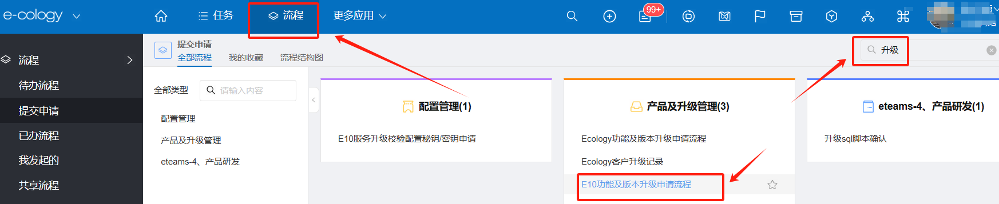 e-cology
任务
流程
更多应用
99+
流程
待办流程
提交申请
已办流程
我发起的
共享流程
提交申请
全部流程
我的收藏
流程结构图
升级
全部类型
请输入内容
配置管理
产品及升级管理
eteams-4、产品研发
配置管理(1)
E10服务升级校验配置秘钥/密钥申请
产品及升级管理(3)
Ecology功能及版本升级申请流程
Ecology客户升级记录
E10功能及版本升级申请流程
eteams-4、产品研发(1)
升级sql脚本确认